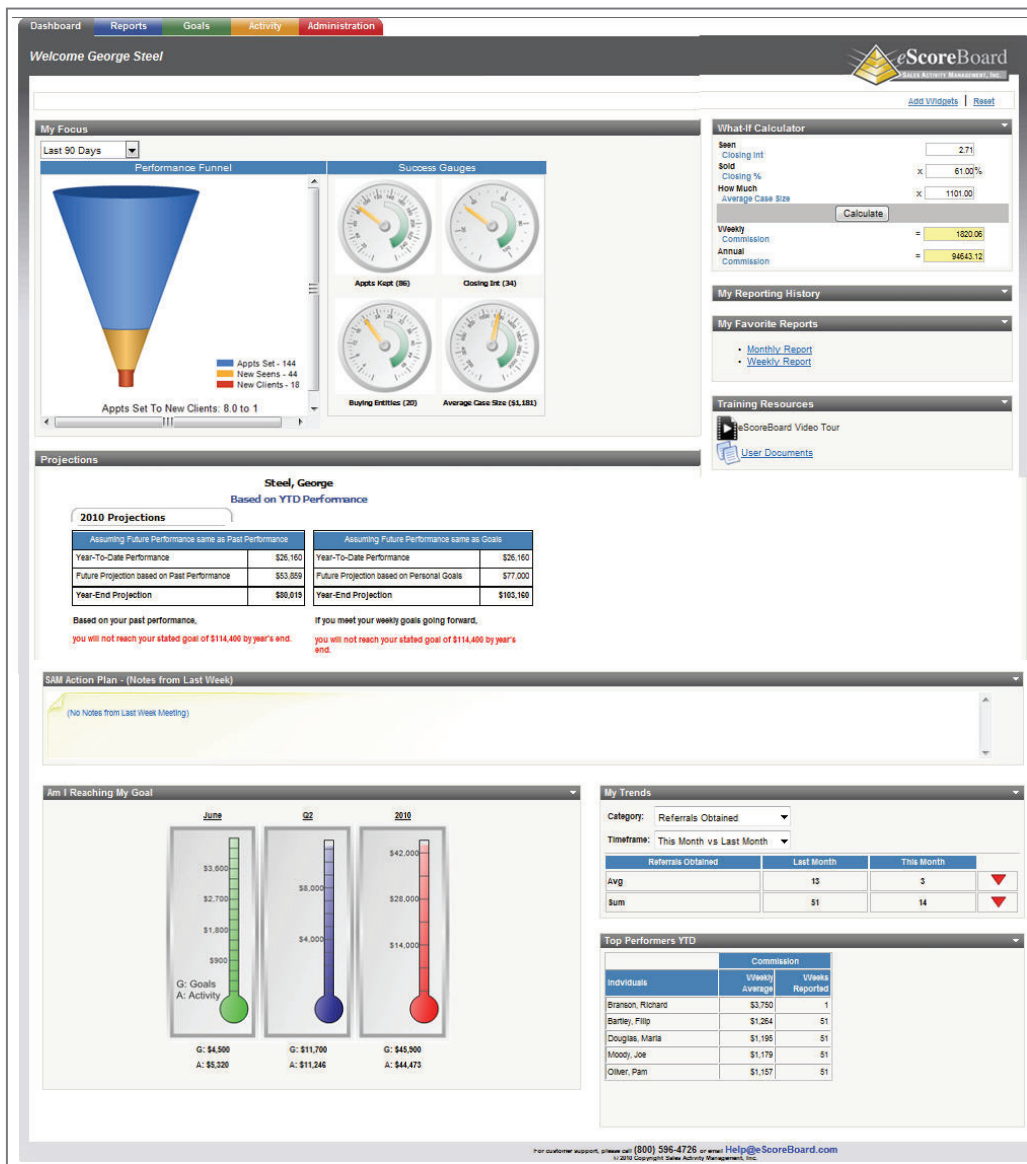 Dashboard Reports Goals Activity Administration
Welcome George Steel
eScoreBoard
SALES ACTIVITY MANAGEMENT, INC.
Add Widgets | Reset
My Focus
Last 90 Days
Performance Funnel
Success Gauges
Appts Set - 144
New Seens - 44
New Clients - 18
Appts Set To New Clients: 8.0 to 1
Appts Kept (86)
Closing Int (34)
Buying Entities (20)
Average Case Size ($1,181)
What-If Calculator
Seen
Closing Int
2.71
Sold
Closing %
x 61.00%
How Much
Average Case Size
x 1101.00
Calculate
Weekly
Commission
= 1820.06
Annual
Commission
= 94643.12
My Reporting History
My Favorite Reports
• Monthly Report
• Weekly Report
Training Resources
eScoreBoard Video Tour
User Documents
Projections
Steel, George
Based on YTD Performance
2010 Projections
Assuming Future Performance same as Past Performance
Year-To-Date Performance $26,160
Future Projection based on Past Performance $53,859
Year-End Projection $80,019
Based on your past performance,
you will not reach your stated goal of $114,400 by year's end.
Assuming Future Performance same as Goals
Year-To-Date Performance $26,160
Future Projection based on Personal Goals $77,000
Year-End Projection $103,160
If you meet your weekly goals going forward,
you will not reach your stated goal of $114,400 by year's
end.
SAM Action Plan - (Notes from Last Week)
(No Notes from Last Week Meeting)
Am I Reaching My Goal
June
$3,600
$2,700
$1,800
$900
G: Goals
A: Activity
G: $4,500
A: $5,320
Q2
$8,000
$4,000
G: $11,700
A: $11,246
2010
$42,000
$28,000
$14,000
G: $45,900
A: $44,473
My Trends
Category: Referrals Obtained
Timeframe: This Month vs Last Month
Referrals Obtained Last Month This Month
Avg 13 3
Sum 51 14
Top Performers YTD
Commission
Individuals Weekly Average Weeks Reported
Branson, Richard $3,750 1
Bartley, Filip $1,264 51
Douglas, Maria $1,195 51
Moody, Joe $1,179 51
Oliver, Pam $1,157 51
For customer support, please call (800) 596-4726 or email Help@eScoreBoard.com
© 2010 Copyright Sales Activity Management, Inc.